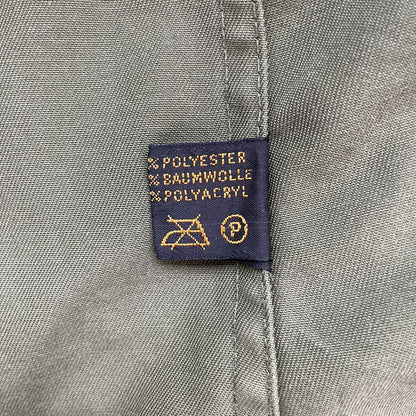 % POLYESTER
% BAUMWOLLE
% POLYACRYL
P